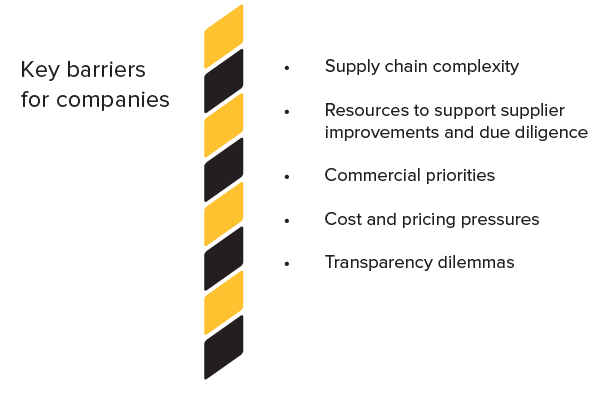 Key barriers
for companies
• Supply chain complexity
• Resources to support supplier
improvements and due diligence
• Commercial priorities
• Cost and pricing pressures
• Transparency dilemmas